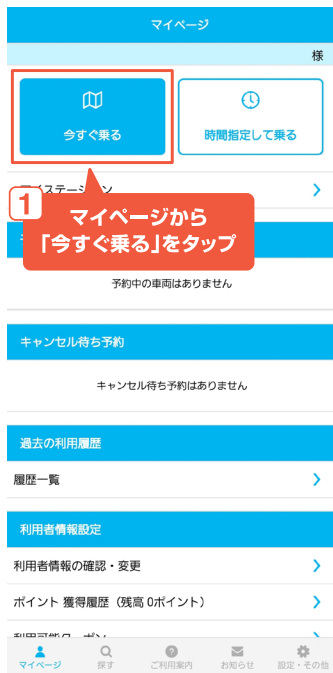 マイページ
様
今すぐ乗る
時間指定して乗る
1
マイページから
「今すぐ乗る」をタップ
予約中の車両はありません
キャンセル待ち予約
キャンセル待ち予約はありません
過去の利用履歴
履歴一覧
利用者情報設定
利用者情報の確認・変更
ポイント 獲得履歴（残高 0ポイント）
マイページ
探す
ご利用案内
お知らせ
設定・その他